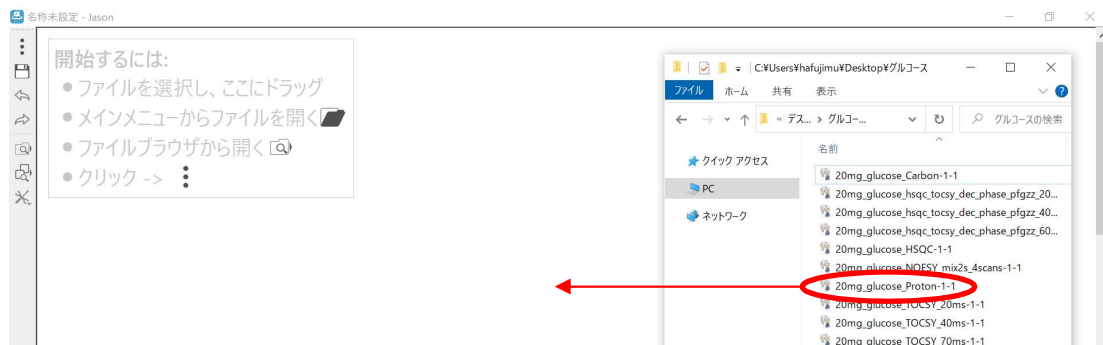 名称未設定 - Jason
開始するには:
● ファイルを選択し、ここにドラッグ
● メインメニューからファイルを開く
● ファイルブラウザから開く
● クリック ->
C:¥Users¥hafujimu¥Desktop¥グルコース
ファイル ホーム 共有 表示
« デス... › グルコー...
グルコースの検索
クイック アクセス
PC
ネットワーク
名前
20mg_glucose_Carbon-1-1
20mg_glucose_hsqc_tocsy_dec_phase_pfgzz_20...
20mg_glucose_hsqc_tocsy_dec_phase_pfgzz_40...
20mg_glucose_hsqc_tocsy_dec_phase_pfgzz_60...
20mg_glucose_HSQC-1-1
20mg_glucose_NOESY_mix2s_4scans-1-1
20mg_glucose_Proton-1-1
20mg_glucose_TOCSY_20ms-1-1
20mg_glucose_TOCSY_40ms-1-1
20mg_glucose_TOCSY_70ms-1-1